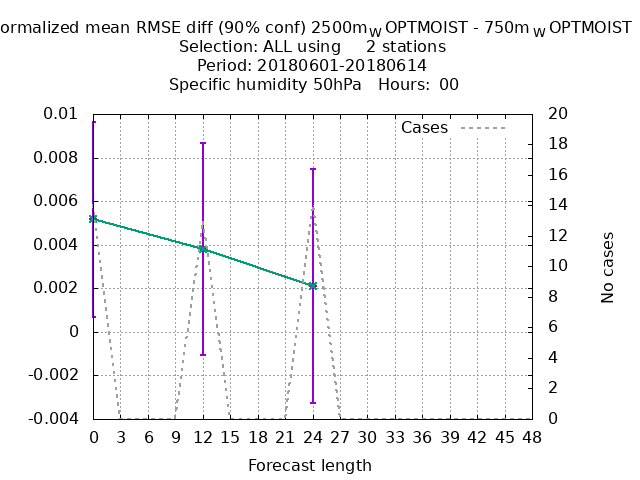 ormalized mean RMSE diff (90% conf) 2500m W OPTMOIST - 750m W OPTMOIST
Selection: ALL using 2 stations
Period: 20180601-20180614
Specific humidity 50hPa Hours: 00
0.01
0.008
0.006
0.004
0.002
0
-0.002
-0.004
Cases
20
18
16
14
12
10
8
6
4
2
0
No cases
0 3 6 9 12 15 18 21 24 27 30 33 36 39 42 45 48
Forecast length